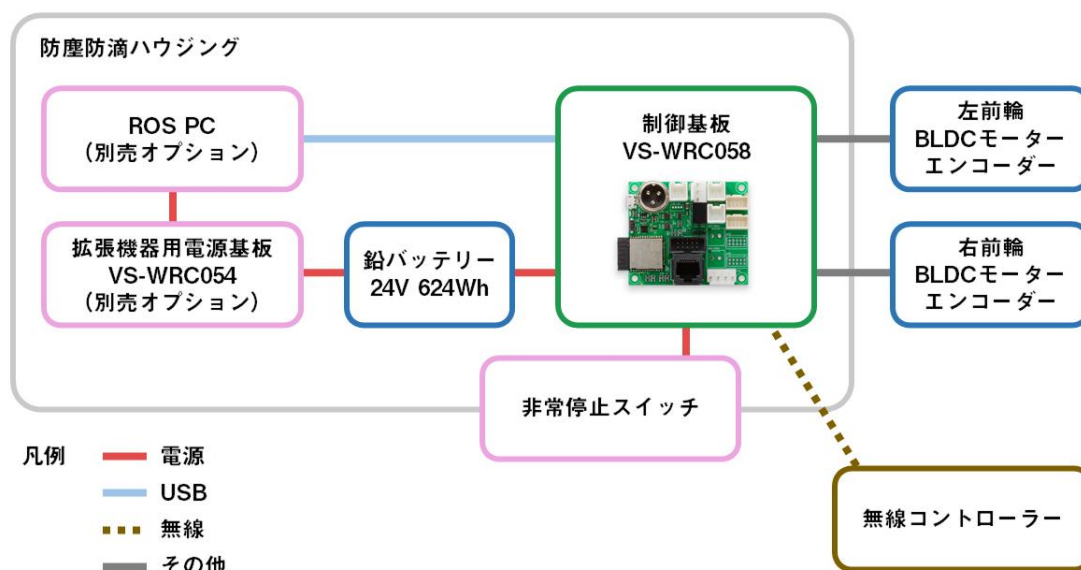 防塵防滴ハウジング
ROS PC
（別売オプション）
拡張機器用電源基板
VS-WRC054
（別売オプション）
鉛バッテリー
24V 624Wh
制御基板
VS-WRC058
左前輪
BLDCモーター
エンコーダー
右前輪
BLDCモーター
エンコーダー
非常停止スイッチ
無線コントローラー
凡例
電源
USB
無線
その他